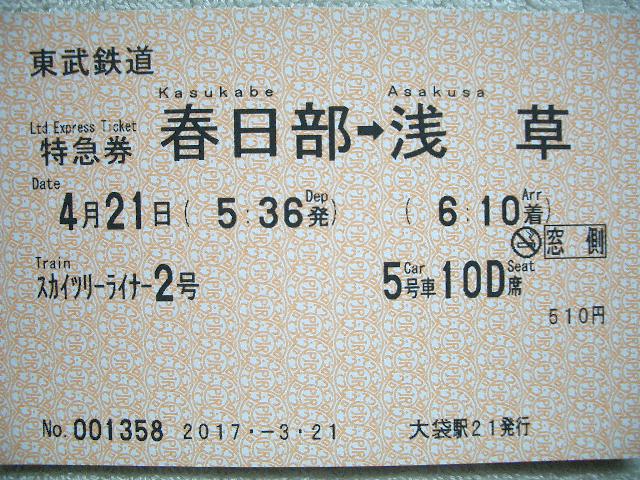 東武鉄道
Kasukabe Asakusa
Ltd Express Ticket
特急券 春日部➡浅草
Date Dep Arr
4月21日( 5:36発) ( 6:10着)
窓側
Train Car Seat
スカイツリーライナー2号 5号車10D席
510円
No.001358 2017.-3.21 大袋駅21発行